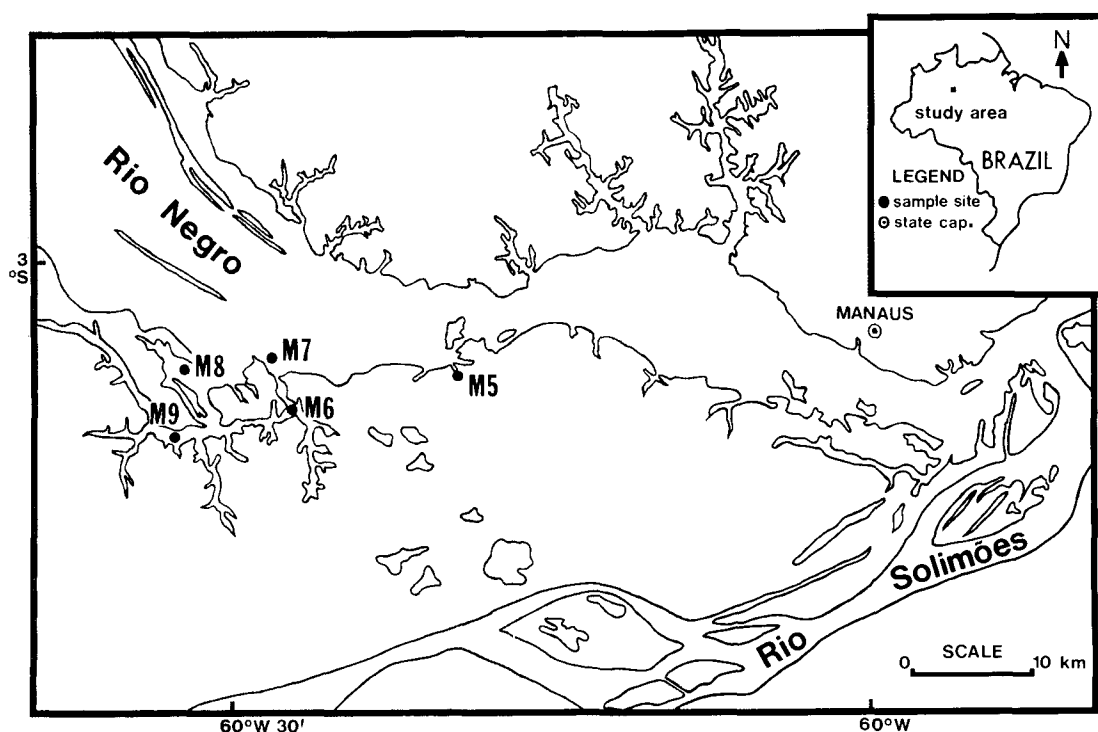 N
study area
BRAZIL
LEGEND
sample site
state cap.
Rio Negro
3
°S
MANAUS
M8
M7
M5
M9
M6
Rio Solimões
SCALE
0 10 km
60°W 30'
60°W